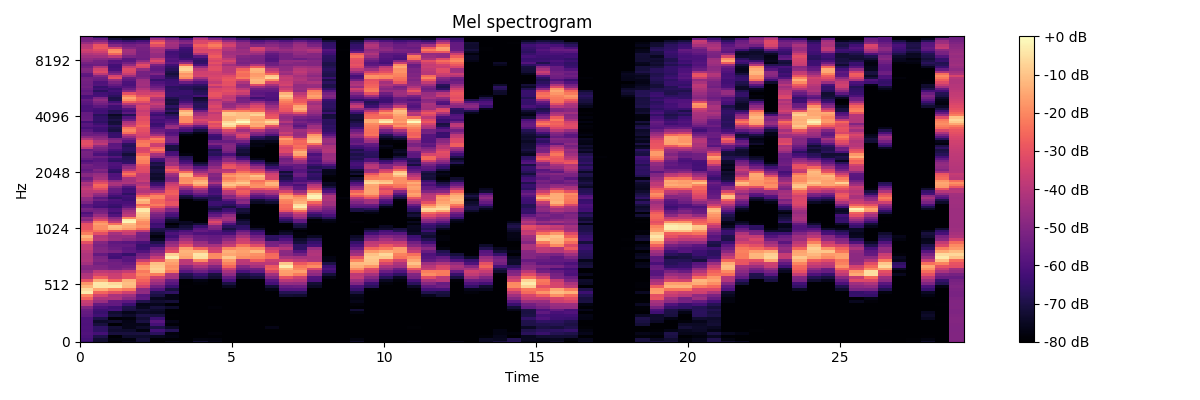 Mel spectrogram
Hz
8192
4096
2048
1024
512
0
0 5 10 15 20 25
Time
+0 dB
-10 dB
-20 dB
-30 dB
-40 dB
-50 dB
-60 dB
-70 dB
-80 dB